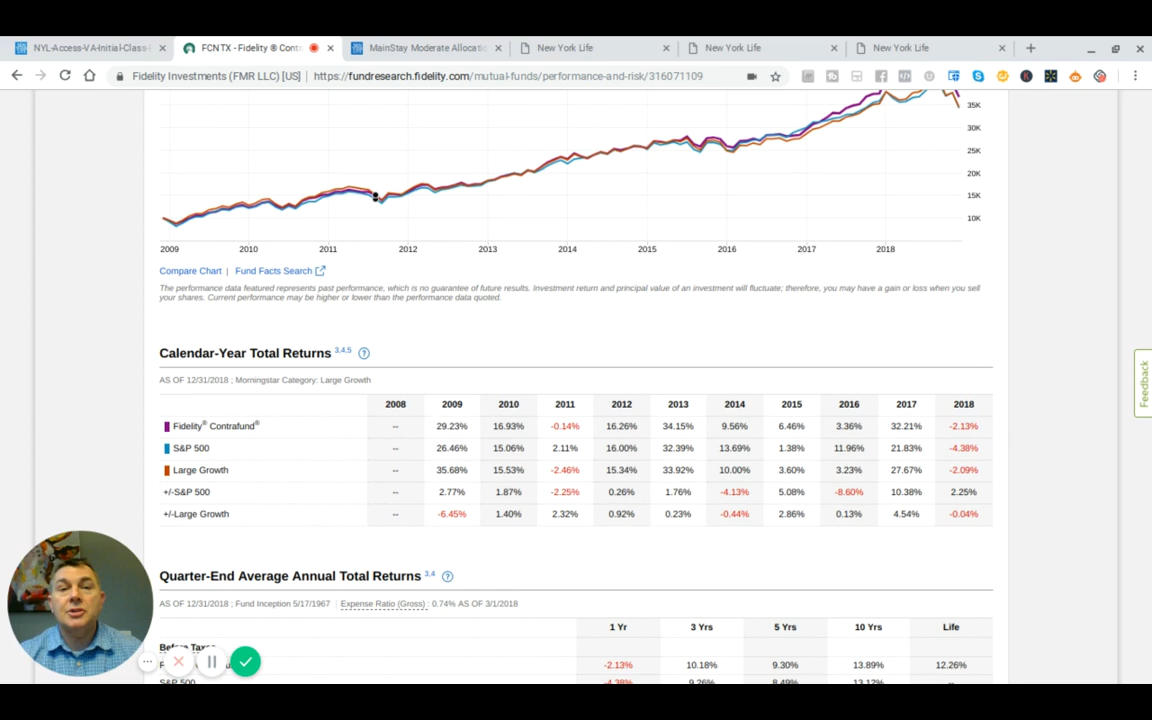 NYL-Access-VA-Initial-Class-
FCNTX - Fidelity ® Contr
MainStay Moderate Allocatio
New York Life
New York Life
New York Life
Fidelity Investments (FMR LLC) [US] | https://fundresearch.fidelity.com/mutual-funds/performance-and-risk/316071109
35K
30K
25K
20K
15K
10K
2009 2010 2011 2012 2013 2014 2015 2016 2017 2018
Compare Chart | Fund Facts Search
The performance data featured represents past performance, which is no guarantee of future results. Investment return and principal value of an investment will fluctuate; therefore, you may have a gain or loss when you sell
your shares. Current performance may be higher or lower than the performance data quoted.
Calendar-Year Total Returns 3,4,5 ?
AS OF 12/31/2018 ; Morningstar Category: Large Growth
2008 2009 2010 2011 2012 2013 2014 2015 2016 2017 2018
Fidelity® Contrafund® -- 29.23% 16.93% -0.14% 16.26% 34.15% 9.56% 6.46% 3.36% 32.21% -2.13%
S&P 500 -- 26.46% 15.06% 2.11% 16.00% 32.39% 13.69% 1.38% 11.96% 21.83% -4.38%
Large Growth -- 35.68% 15.53% -2.46% 15.34% 33.92% 10.00% 3.60% 3.23% 27.67% -2.09%
+/-S&P 500 -- 2.77% 1.87% -2.25% 0.26% 1.76% -4.13% 5.08% -8.60% 10.38% 2.25%
+/-Large Growth -- -6.45% 1.40% 2.32% 0.92% 0.23% -0.44% 2.86% 0.13% 4.54% -0.04%
Quarter-End Average Annual Total Returns 3,4 ?
AS OF 12/31/2018 ; Fund Inception 5/17/1967 | Expense Ratio (Gross) : 0.74% AS OF 3/1/2018
1 Yr 3 Yrs 5 Yrs 10 Yrs Life
Before Taxes
-2.13% 10.18% 9.30% 13.89% 12.26%
S&P 500 -4.38% 9.26% 8.49% 13.12% --
Feedback